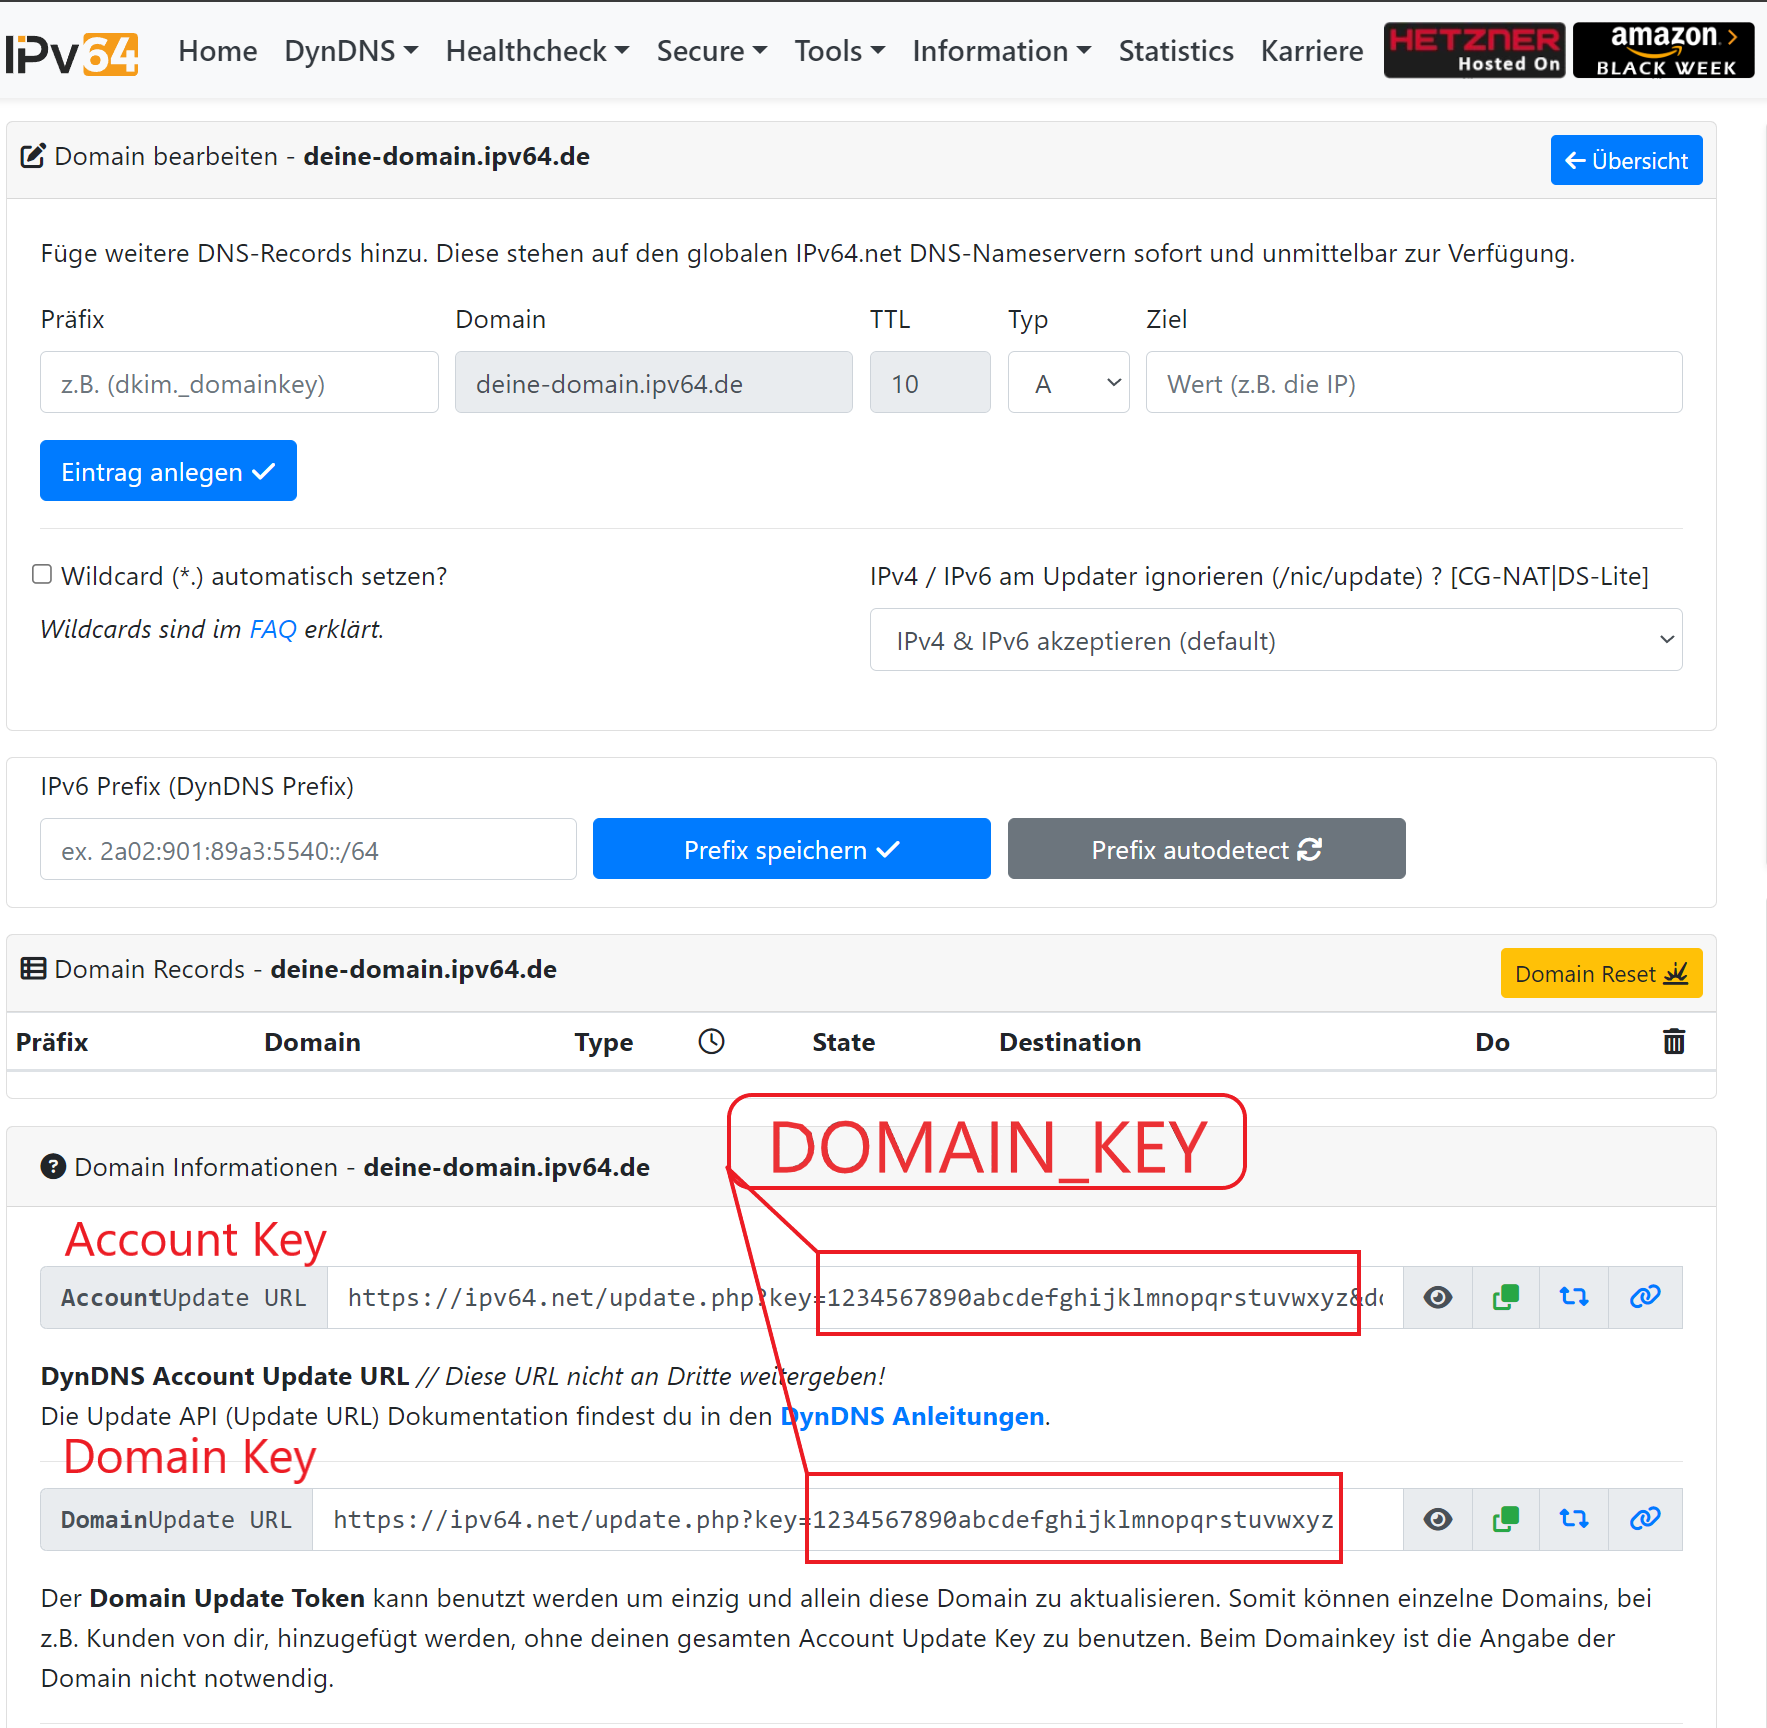 IPv64 Home DynDNS Healthcheck Secure Tools Information Statistics Karriere HETZNER Hosted On amazon BLACK WEEK
Domain bearbeiten - deine-domain.ipv64.de Übersicht
Füge weitere DNS-Records hinzu. Diese stehen auf den globalen IPv64.net DNS-Nameservern sofort und unmittelbar zur Verfügung.
Präfix Domain TTL Typ Ziel
z.B. (dkim._domainkey) deine-domain.ipv64.de 10 A Wert (z.B. die IP)
Eintrag anlegen
Wildcard (*.) automatisch setzen? IPv4 / IPv6 am Updater ignorieren (/nic/update) ? [CG-NAT|DS-Lite]
Wildcards sind im FAQ erklärt. IPv4 & IPv6 akzeptieren (default)
IPv6 Prefix (DynDNS Prefix)
ex. 2a02:901:89a3:5540::/64 Prefix speichern Prefix autodetect
Domain Records - deine-domain.ipv64.de Domain Reset
Präfix Domain Type State Destination Do
DOMAIN_KEY
Domain Informationen - deine-domain.ipv64.de
Account Key
AccountUpdate URL https://ipv64.net/update.php?key=1234567890abcdefghijklmnopqrstuvwxyz&do
DynDNS Account Update URL // Diese URL nicht an Dritte weitergeben!
Die Update API (Update URL) Dokumentation findest du in den DynDNS Anleitungen.
Domain Key
DomainUpdate URL https://ipv64.net/update.php?key=1234567890abcdefghijklmnopqrstuvwxyz
Der Domain Update Token kann benutzt werden um einzig und allein diese Domain zu aktualisieren. Somit können einzelne Domains, bei
z.B. Kunden von dir, hinzugefügt werden, ohne deinen gesamten Account Update Key zu benutzen. Beim Domainkey ist die Angabe der
Domain nicht notwendig.